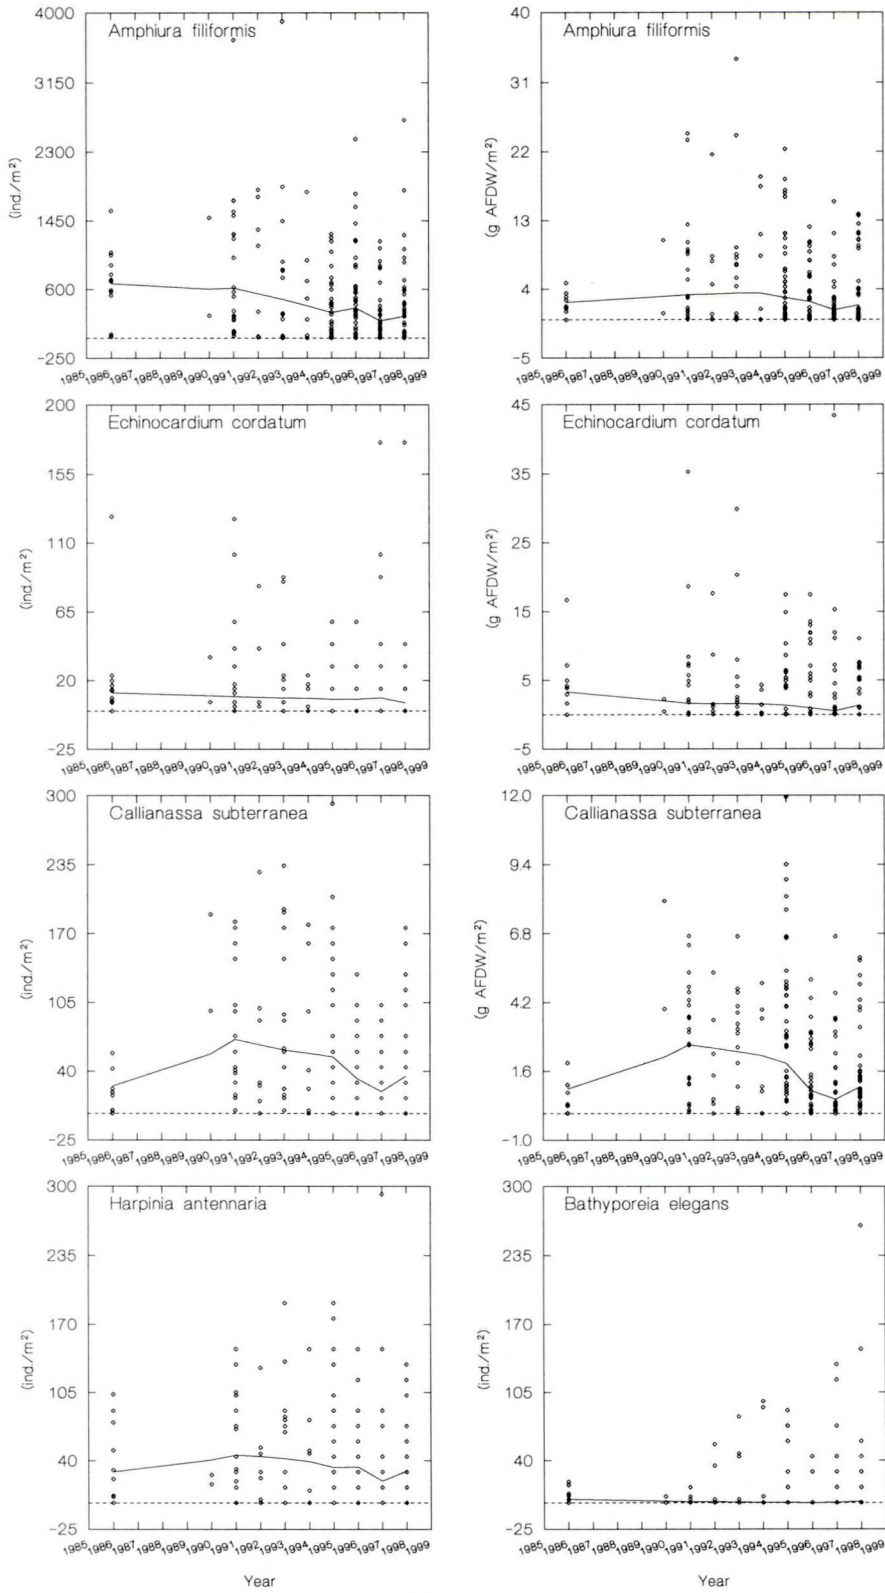 Amphiura filiformis
4000
3150
2300
1450
600
-250
(ind./m²)
1985 1986 1987 1988 1989 1990 1991 1992 1993 1994 1995 1996 1997 1998 1999
Amphiura filiformis
40
31
22
13
4
-5
(g AFDW/m²)
1985 1986 1987 1988 1989 1990 1991 1992 1993 1994 1995 1996 1997 1998 1999
Echinocardium cordatum
200
155
110
65
20
-25
(ind./m²)
1985 1986 1987 1988 1989 1990 1991 1992 1993 1994 1995 1996 1997 1998 1999
Echinocardium cordatum
45
35
25
15
5
-5
(g AFDW/m²)
1985 1986 1987 1988 1989 1990 1991 1992 1993 1994 1995 1996 1997 1998 1999
Callianassa subterranea
300
235
170
105
40
-25
(ind./m²)
1985 1986 1987 1988 1989 1990 1991 1992 1993 1994 1995 1996 1997 1998 1999
Callianassa subterranea
12.0
9.4
6.8
4.2
1.6
-1.0
(g AFDW/m²)
1985 1986 1987 1988 1989 1990 1991 1992 1993 1994 1995 1996 1997 1998 1999
Harpinia antennaria
300
235
170
105
40
-25
(ind./m²)
1985 1986 1987 1988 1989 1990 1991 1992 1993 1994 1995 1996 1997 1998 1999
Year
Bathyporeia elegans
300
235
170
105
40
-25
(ind./m²)
1985 1986 1987 1988 1989 1990 1991 1992 1993 1994 1995 1996 1997 1998 1999
Year